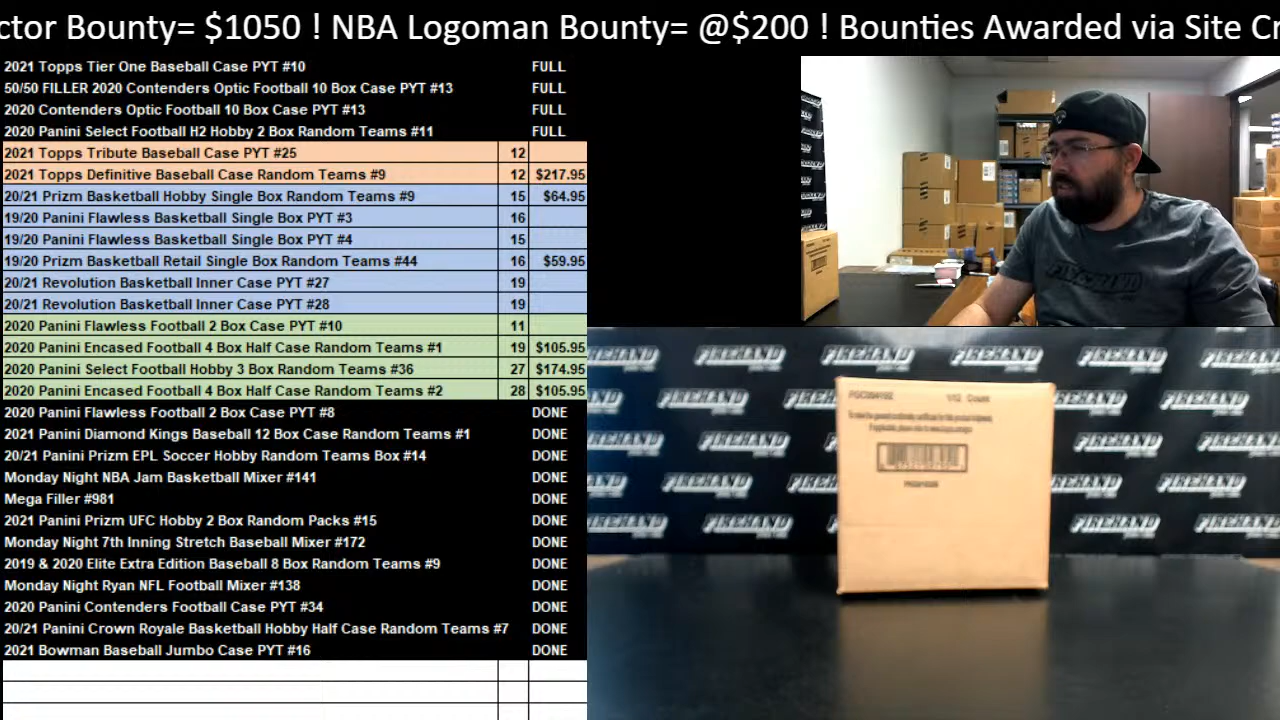 ctor Bounty= $1050 ! NBA Logoman Bounty= @$200 ! Bounties Awarded via Site Cr
2021 Topps Tier One Baseball Case PYT #10 FULL
50/50 FILLER 2020 Contenders Optic Football 10 Box Case PYT #13 FULL
2020 Contenders Optic Football 10 Box Case PYT #13 FULL
2020 Panini Select Football H2 Hobby 2 Box Random Teams #11 FULL
2021 Topps Tribute Baseball Case PYT #25 12
2021 Topps Definitive Baseball Case Random Teams #9 12 $217.95
20/21 Prizm Basketball Hobby Single Box Random Teams #9 15 $64.95
19/20 Panini Flawless Basketball Single Box PYT #3 16
19/20 Panini Flawless Basketball Single Box PYT #4 15
19/20 Prizm Basketball Retail Single Box Random Teams #44 16 $59.95
20/21 Revolution Basketball Inner Case PYT #27 19
20/21 Revolution Basketball Inner Case PYT #28 19
2020 Panini Flawless Football 2 Box Case PYT #10 11
2020 Panini Encased Football 4 Box Half Case Random Teams #1 19 $105.95
2020 Panini Select Football Hobby 3 Box Random Teams #36 27 $174.95
2020 Panini Encased Football 4 Box Half Case Random Teams #2 28 $105.95
2020 Panini Flawless Football 2 Box Case PYT #8 DONE
2021 Panini Diamond Kings Baseball 12 Box Case Random Teams #1 DONE
20/21 Panini Prizm EPL Soccer Hobby Random Teams Box #14 DONE
Monday Night NBA Jam Basketball Mixer #141 DONE
Mega Filler #981 DONE
2021 Panini Prizm UFC Hobby 2 Box Random Packs #15 DONE
Monday Night 7th Inning Stretch Baseball Mixer #172 DONE
2019 & 2020 Elite Extra Edition Baseball 8 Box Random Teams #9 DONE
Monday Night Ryan NFL Football Mixer #138 DONE
2020 Panini Contenders Football Case PYT #34 DONE
20/21 Panini Crown Royale Basketball Hobby Half Case Random Teams #7 DONE
2021 Bowman Baseball Jumbo Case PYT #16 DONE
FIREHAND
Count